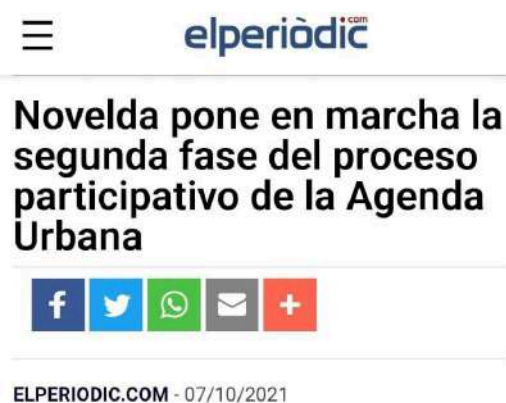 elperiòdic.com
Novelda pone en marcha la
segunda fase del proceso
participativo de la Agenda
Urbana
ELPERIODIC.COM - 07/10/2021